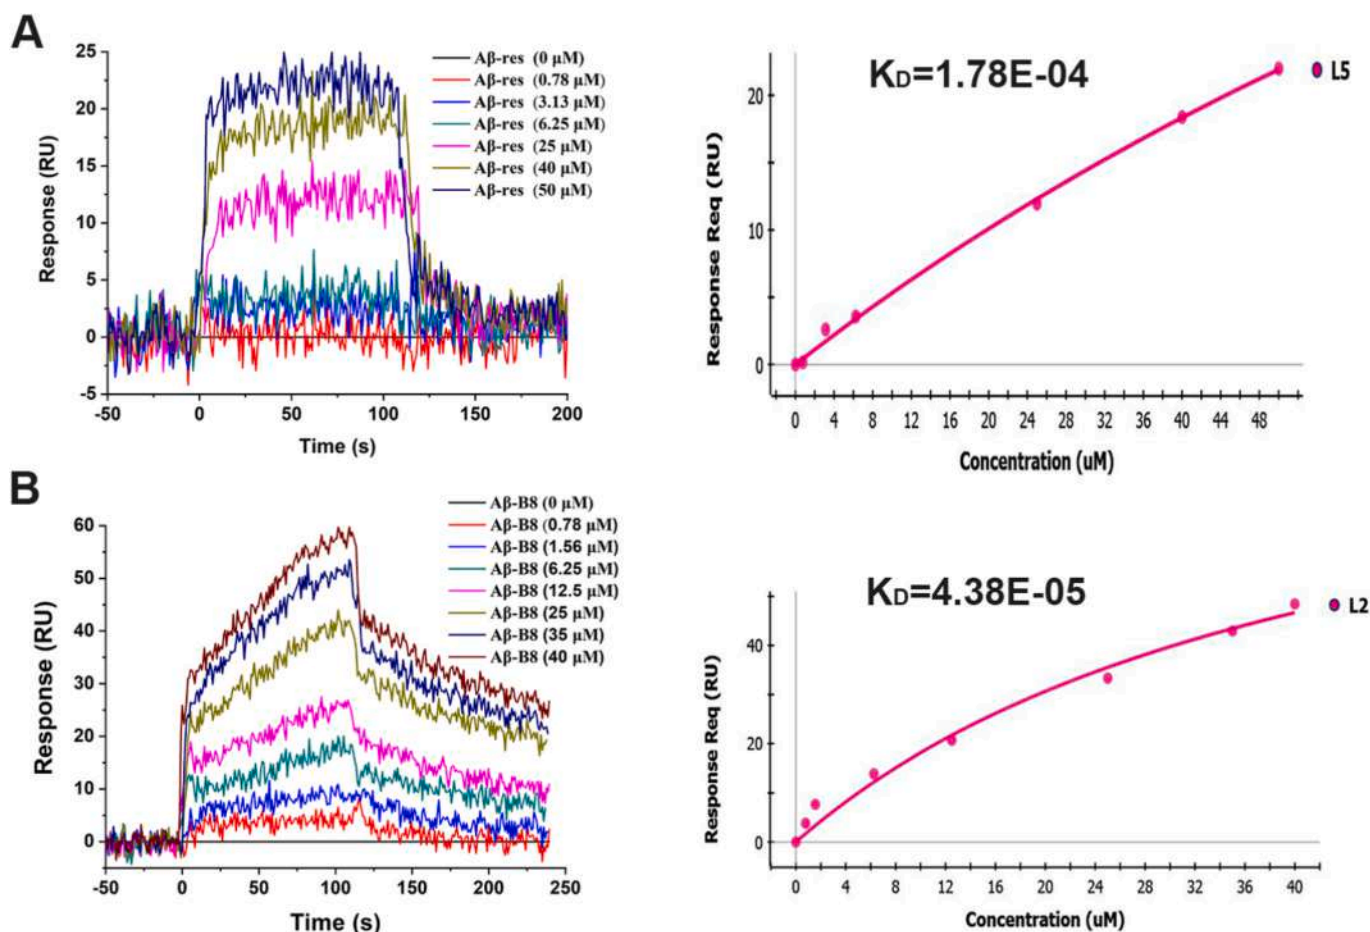 A
25
20
15
10
5
0
-5
Response (RU)
-50 0 50 100 150 200
Time (s)
Aβ-res (0 μM)
Aβ-res (0.78 μM)
Aβ-res (3.13 μM)
Aβ-res (6.25 μM)
Aβ-res (25 μM)
Aβ-res (40 μM)
Aβ-res (50 μM)
KD=1.78E-04
L5
20
10
0
Response Req (RU)
0 4 8 12 16 20 24 28 32 36 40 44 48
Concentration (uM)
B
60
50
40
30
20
10
0
Response (RU)
-50 0 50 100 150 200 250
Time (s)
Aβ-B8 (0 μM)
Aβ-B8 (0.78 μM)
Aβ-B8 (1.56 μM)
Aβ-B8 (6.25 μM)
Aβ-B8 (12.5 μM)
Aβ-B8 (25 μM)
Aβ-B8 (35 μM)
Aβ-B8 (40 μM)
KD=4.38E-05
L2
40
20
0
Response Req (RU)
0 4 8 12 16 20 24 28 32 36 40
Concentration (uM)